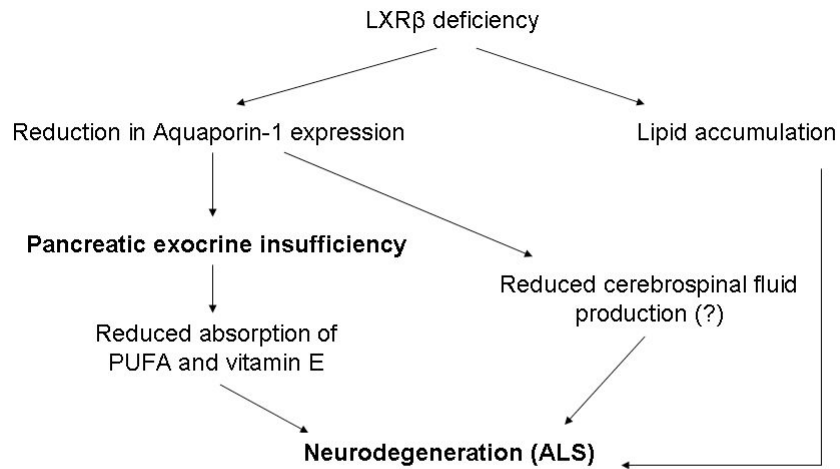 LXRβ deficiency
Reduction in Aquaporin-1 expression
Lipid accumulation
Pancreatic exocrine insufficiency
Reduced cerebrospinal fluid
production (?)
Reduced absorption of
PUFA and vitamin E
Neurodegeneration (ALS)